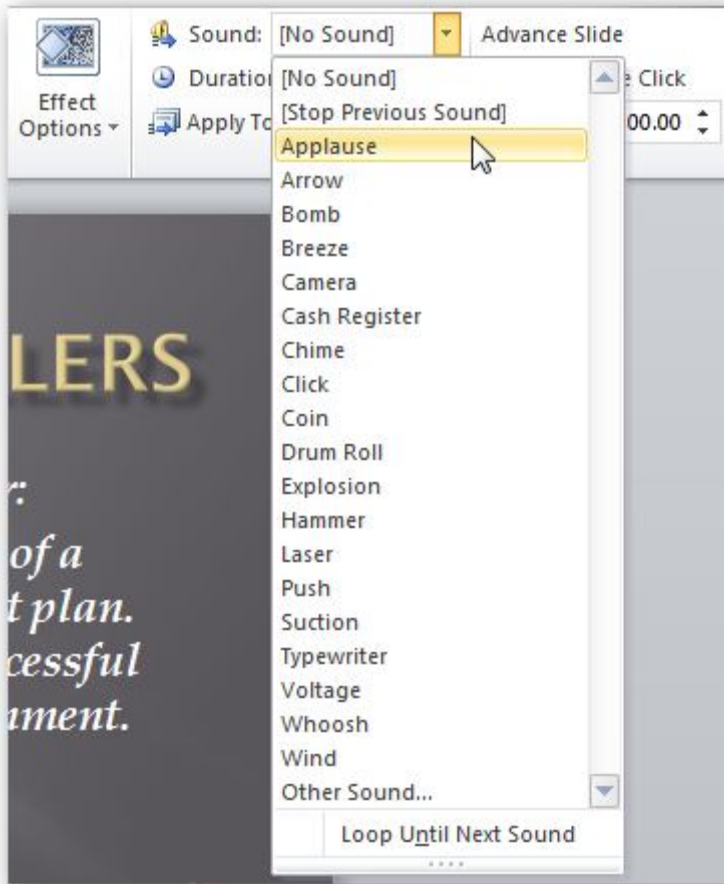 Sound: [No Sound] Advance Slide
Duration
Click
Effect
Options
Apply To
00.00
[No Sound]
[Stop Previous Sound]
Applause
Arrow
Bomb
Breeze
Camera
Cash Register
Chime
Click
Coin
Drum Roll
Explosion
Hammer
Laser
Push
Suction
Typewriter
Voltage
Whoosh
Wind
Other Sound...
Loop Until Next Sound
LERS
r:
of a
t plan.
cessful
nment.